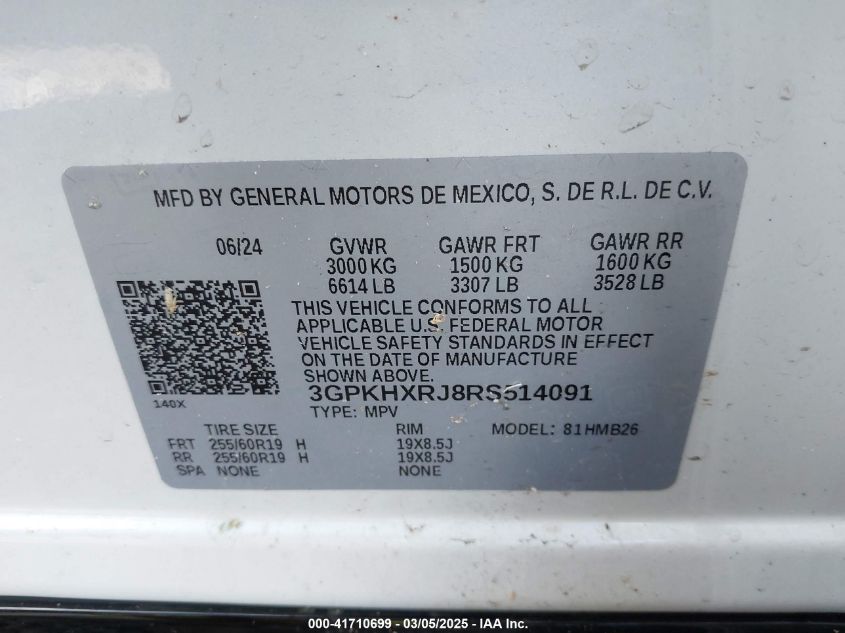 MFD BY GENERAL MOTORS DE MEXICO, S. DE R.L. DE C.V.
06/24 GVWR GAWR FRT GAWR RR
3000 KG 1500 KG 1600 KG
6614 LB 3307 LB 3528 LB
THIS VEHICLE CONFORMS TO ALL
APPLICABLE U.S. FEDERAL MOTOR
VEHICLE SAFETY STANDARDS IN EFFECT
ON THE DATE OF MANUFACTURE
SHOWN ABOVE.
3GPKHXRJ8RS514091
140X
TYPE: MPV
TIRE SIZE RIM MODEL: 81HMB26
FRT 255/60R19 H 19X8.5J
RR 255/60R19 H 19X8.5J
SPA NONE NONE
000-41710699 - 03/05/2025 - www.iaai.com